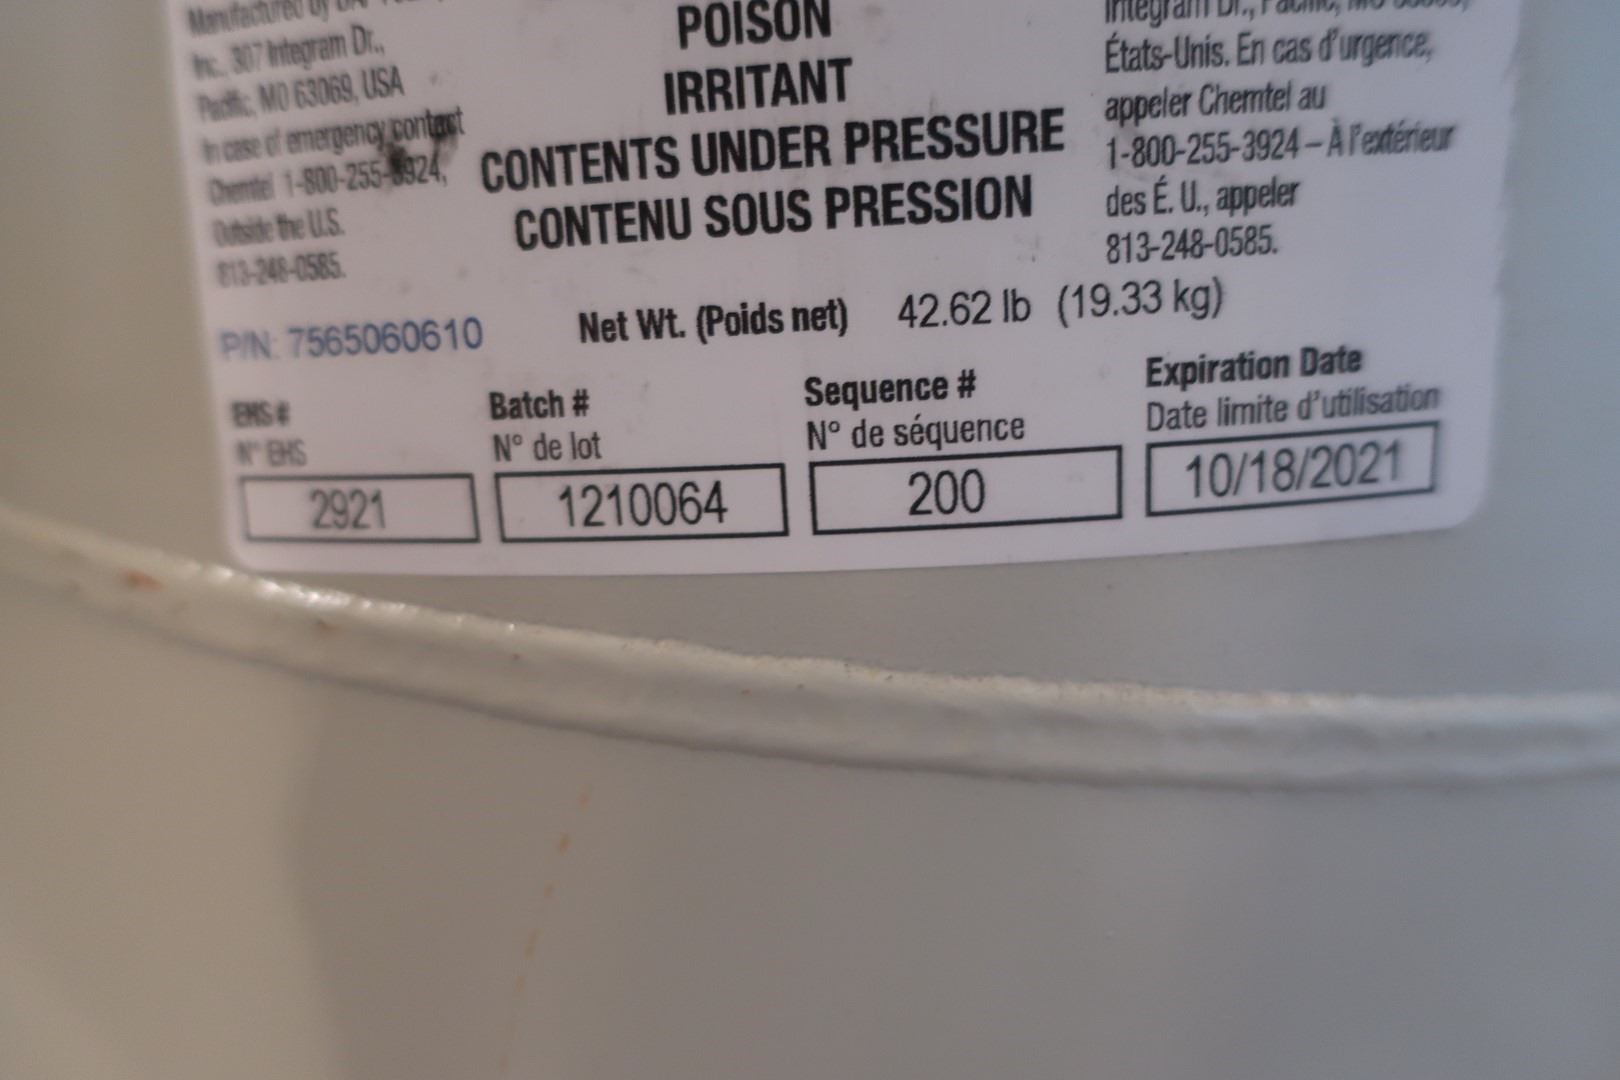 Manufactured by
Inc. 307 Integram Dr.,
Pacific, MO 63069, USA
In case of emergency contact
Chemtel 1-800-255-3924,
Outside the U.S.
813-248-0585.
POISON
IRRITANT
CONTENTS UNDER PRESSURE
CONTENU SOUS PRESSION
Integram Dr., Pacific, MO
États-Unis. En cas d'urgence,
appeler Chemtel au
1-800-255-3924 – À l'extérieur
des É. U., appeler
813-248-0585.
P/N: 7565060610
Net Wt. (Poids net) 42.62 lb (19.33 kg)
EHS #
N° EHS
2921
Batch #
N° de lot
1210064
Sequence #
N° de séquence
200
Expiration Date
Date limite d'utilisation
10/18/2021